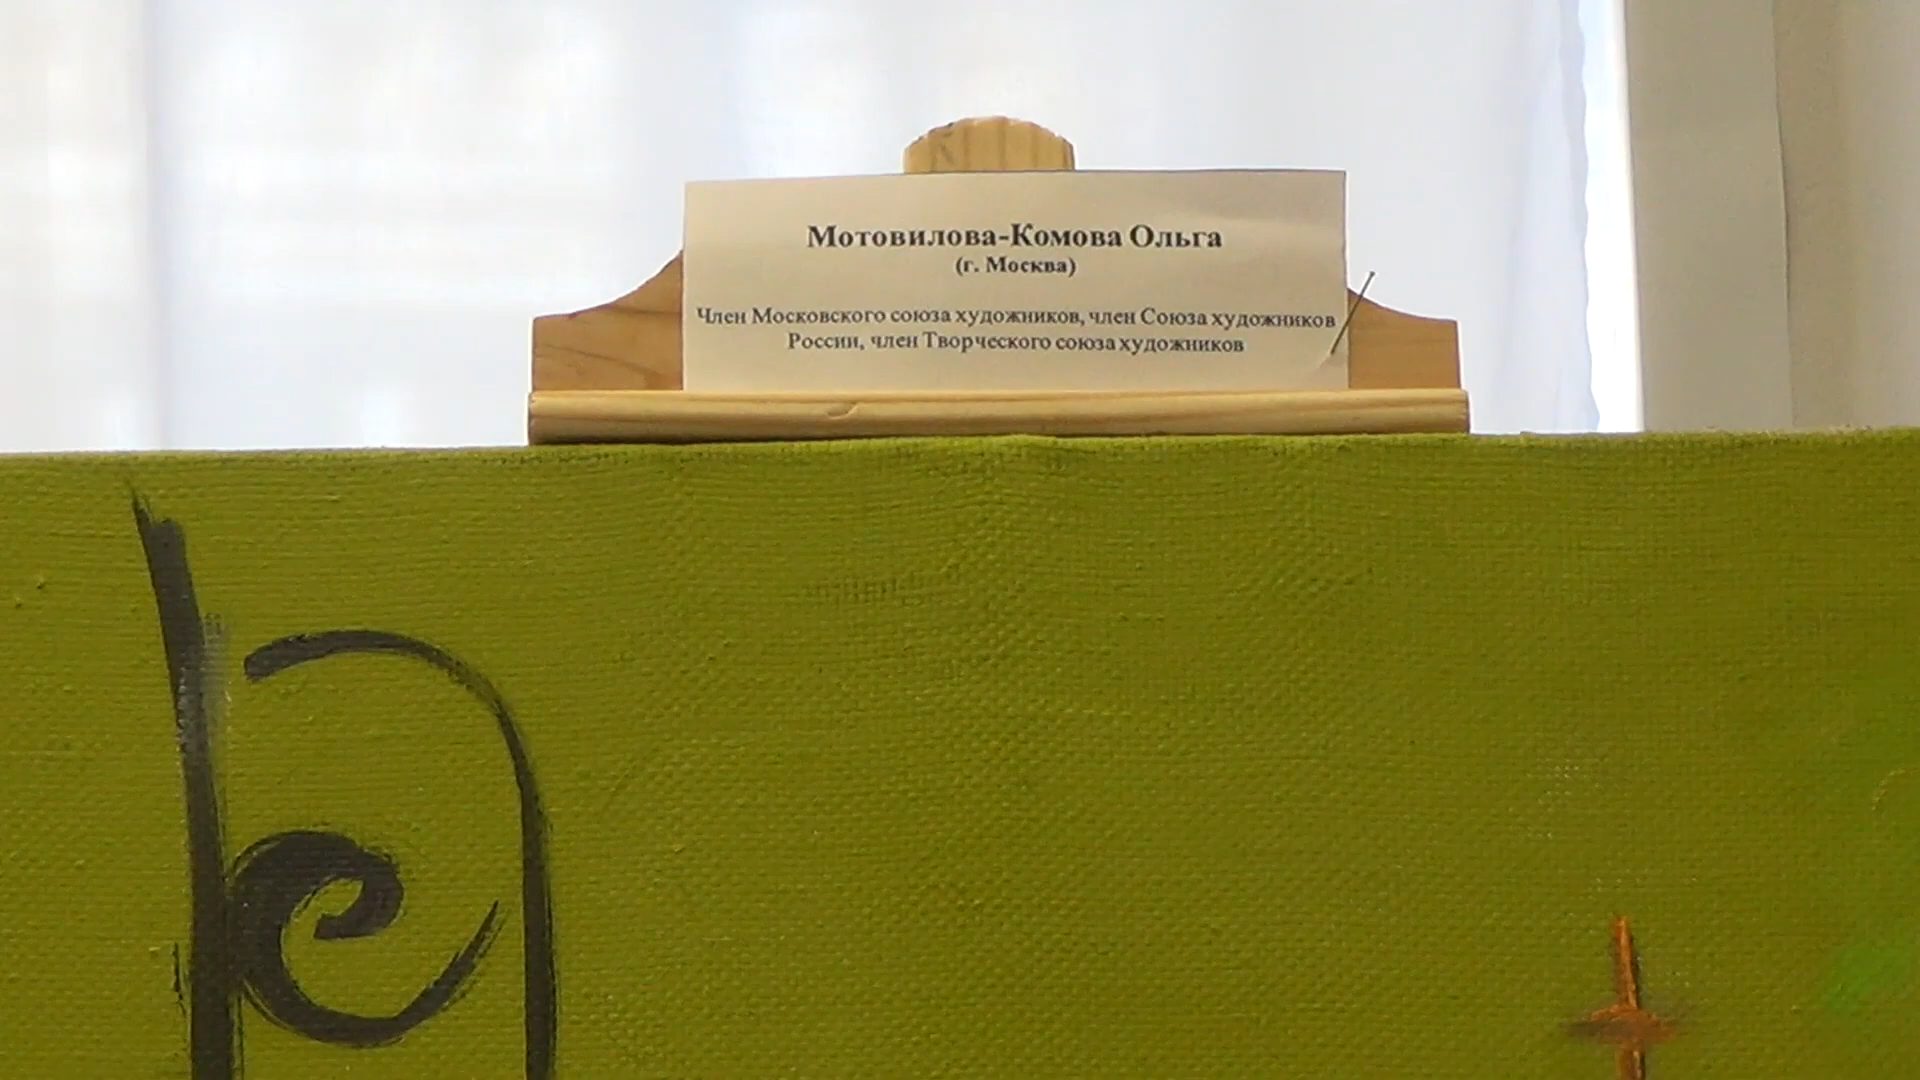 Мотовилова-Комова Ольга
(г. Москва)
Член Московского союза художников, член Союза художников
России, член Творческого союза художников